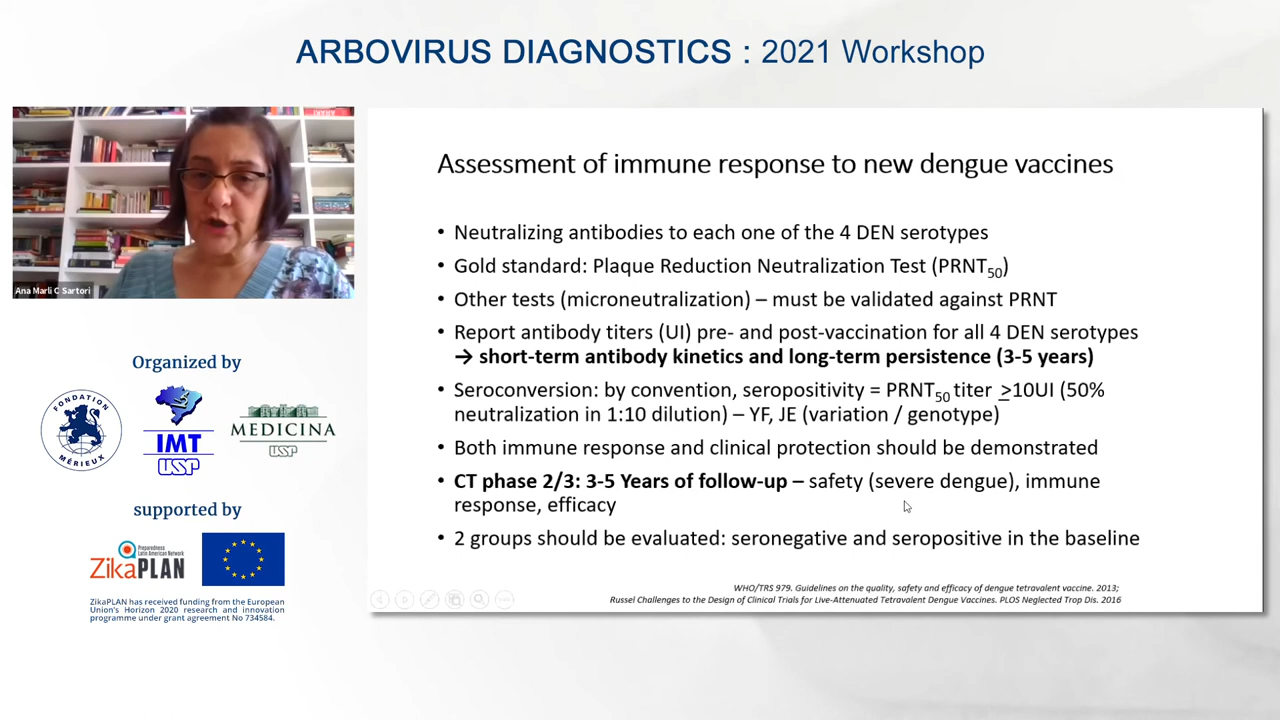 ARBOVIRUS DIAGNOSTICS : 2021 Workshop
Ana Marli C Sartori
Organized by
FONDATION
MÉRIEUX
IMT
USP
MEDICINA
USP
supported by
Preparedness
Latin American Network
ZikaPLAN
ZikaPLAN has received funding from the European
Union's Horizon 2020 research and innovation
programme under grant agreement No 734584.
Assessment of immune response to new dengue vaccines
• Neutralizing antibodies to each one of the 4 DEN serotypes
• Gold standard: Plaque Reduction Neutralization Test (PRNT50)
• Other tests (microneutralization) – must be validated against PRNT
• Report antibody titers (UI) pre- and post-vaccination for all 4 DEN serotypes
→ short-term antibody kinetics and long-term persistence (3-5 years)
• Seroconversion: by convention, seropositivity = PRNT50 titer >10UI (50%
neutralization in 1:10 dilution) – YF, JE (variation / genotype)
• Both immune response and clinical protection should be demonstrated
• CT phase 2/3: 3-5 Years of follow-up – safety (severe dengue), immune
response, efficacy
• 2 groups should be evaluated: seronegative and seropositive in the baseline
WHO/TRS 979. Guidelines on the quality, safety and efficacy of dengue tetravalent vaccine. 2013;
Russel Challenges to the Design of Clinical Trials for Live-Attenuated Tetravalent Dengue Vaccines. PLOS Neglected Trop Dis. 2016